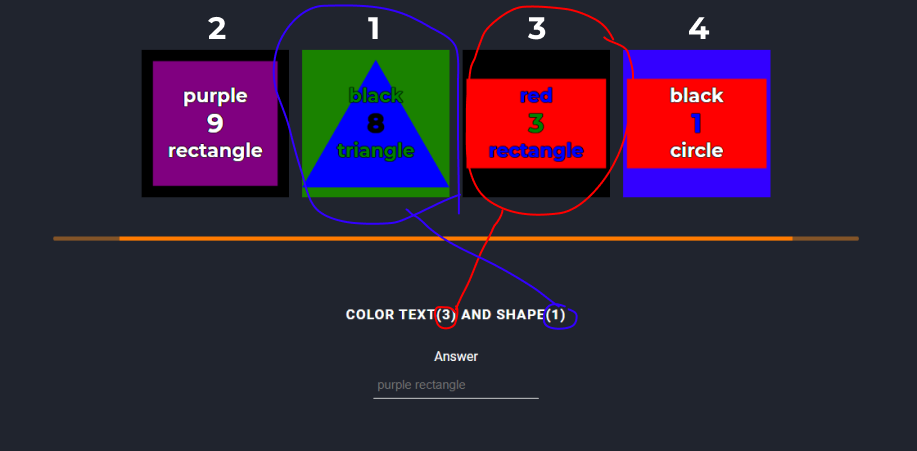 2 1 3 4
purple
9
rectangle
black
8
triangle
red
3
rectangle
black
1
circle
COLOR TEXT(3) AND SHAPE(1)
Answer
purple rectangle